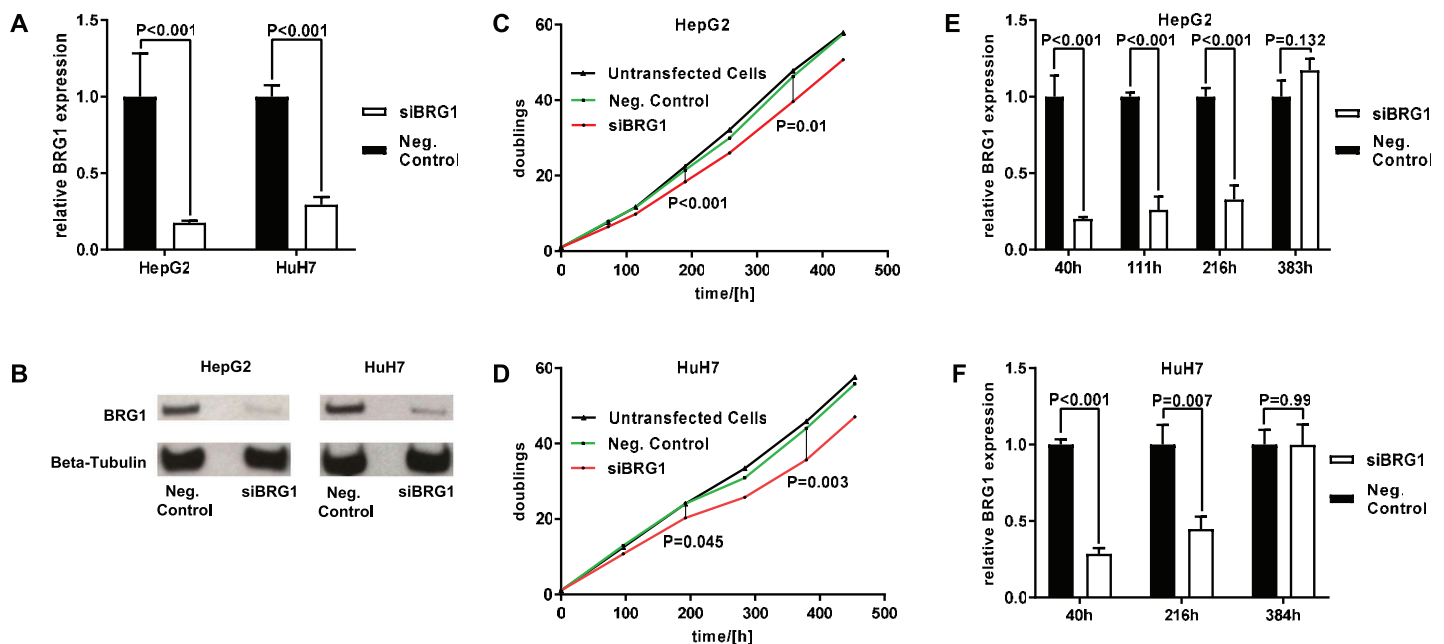 A
1.5
1.0
0.5
0.0
relative BRG1 expression
P<0.001
P<0.001
HepG2
HuH7
siBRG1
Neg.
Control
B
HepG2
HuH7
BRG1
Beta-Tubulin
Neg.
Control
siBRG1
Neg.
Control
siBRG1
C
HepG2
60
40
20
0
doublings
Untransfected Cells
Neg. Control
siBRG1
P=0.01
P<0.001
0
100
200
300
400
500
time/[h]
D
HuH7
60
40
20
0
doublings
Untransfected Cells
Neg. Control
siBRG1
P=0.003
P=0.045
0
100
200
300
400
500
time/[h]
E
HepG2
1.5
1.0
0.5
0.0
relative BRG1 expression
P<0.001
P<0.001
P<0.001
P=0.132
40h
111h
216h
383h
siBRG1
Neg.
Control
F
HuH7
1.5
1.0
0.5
0.0
relative BRG1 expression
P<0.001
P=0.007
P=0.99
40h
216h
384h
siBRG1
Neg.
Control